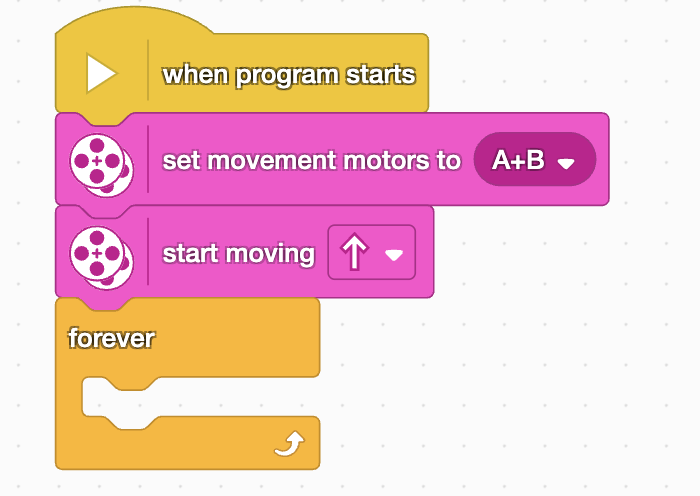 when program starts
set movement motors to A+B
start moving
forever